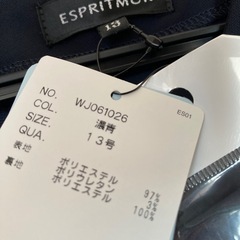 ESPRITMUR
13
NO. WJ061026
COL. 濃青
SIZE. 13号
QUA.
表地 ポリエステル 97%
ポリウレタン 3%
裏地 ポリエステル 100%
ES01